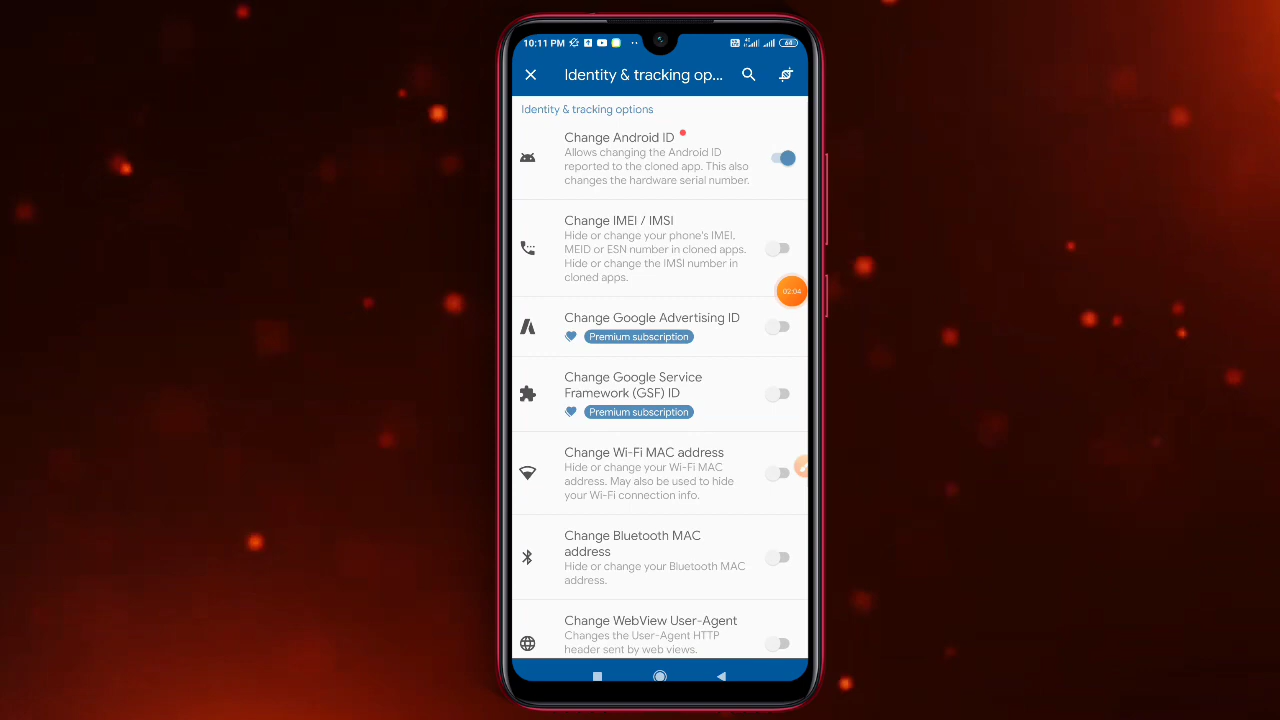 10:11 PM
64
Identity & tracking op...
Identity & tracking options
Change Android ID
Allows changing the Android ID
reported to the cloned app. This also
changes the hardware serial number.
Change IMEI / IMSI
Hide or change your phone's IMEI,
MEID or ESN number in cloned apps.
Hide or change the IMSI number in
cloned apps.
02:04
Change Google Advertising ID
Premium subscription
Change Google Service
Framework (GSF) ID
Premium subscription
Change Wi-Fi MAC address
Hide or change your Wi-Fi MAC
address. May also be used to hide
your Wi-Fi connection info.
Change Bluetooth MAC
address
Hide or change your Bluetooth MAC
address.
Change WebView User-Agent
Changes the User-Agent HTTP
header sent by web views.